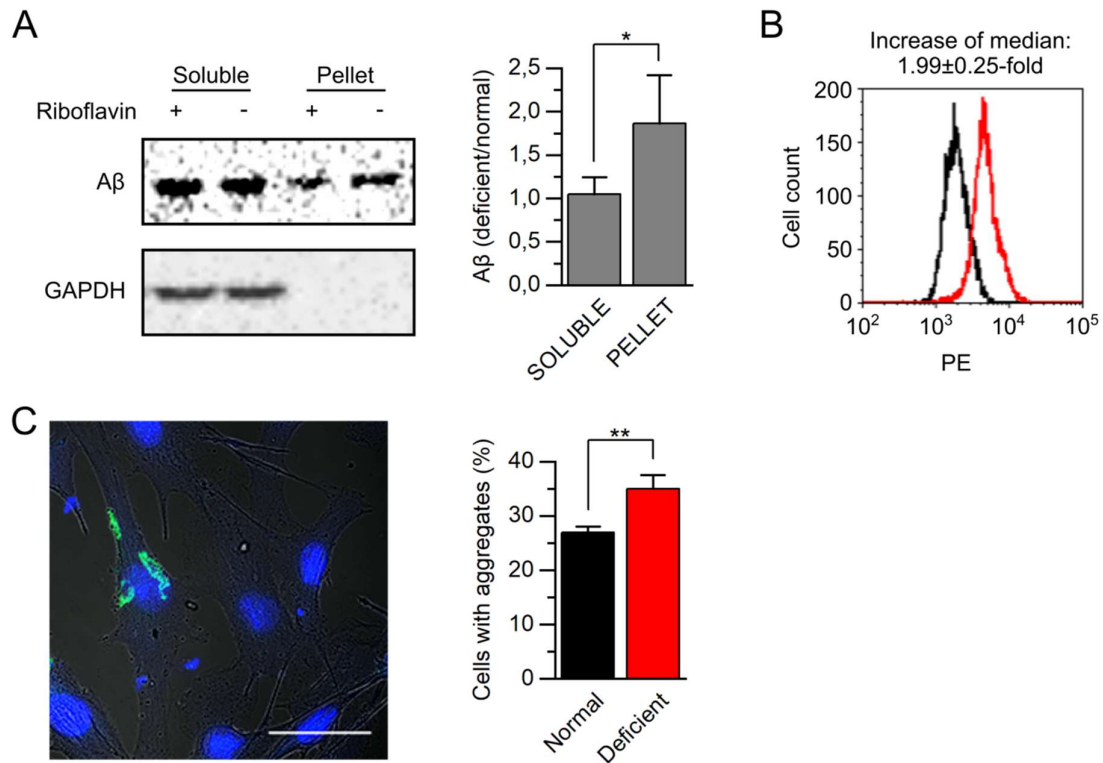 A
Soluble Pellet
Riboflavin + - + -
Aβ
GAPDH
Aβ (deficient/normal)
2,5
2,0
1,5
1,0
0,5
0,0
*
SOLUBLE
PELLET
B
Increase of median:
1.99±0.25-fold
Cell count
200
150
100
50
0
10² 10³ 10⁴ 10⁵
PE
C
Cells with aggregates (%)
40
30
20
10
0
**
Normal
Deficient